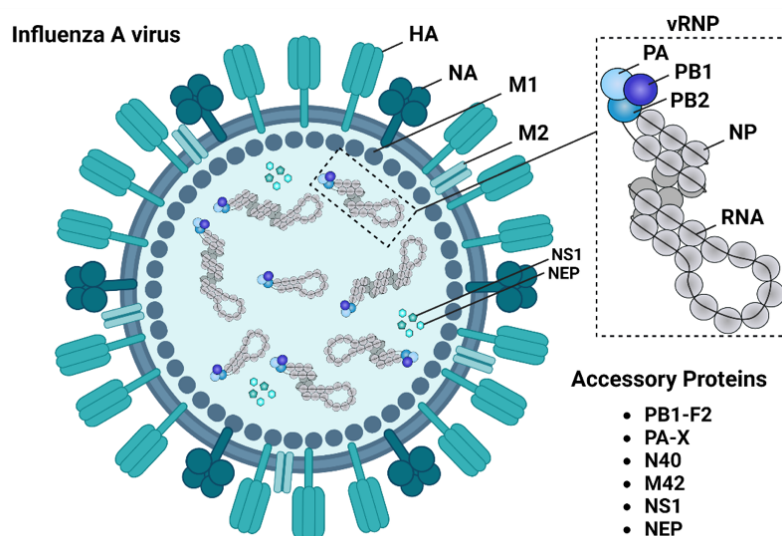 Influenza A virus
HA
NA
M1
M2
NS1
NEP
vRNP
PA
PB1
PB2
NP
RNA
Accessory Proteins
• PB1-F2
• PA-X
• N40
• M42
• NS1
• NEP